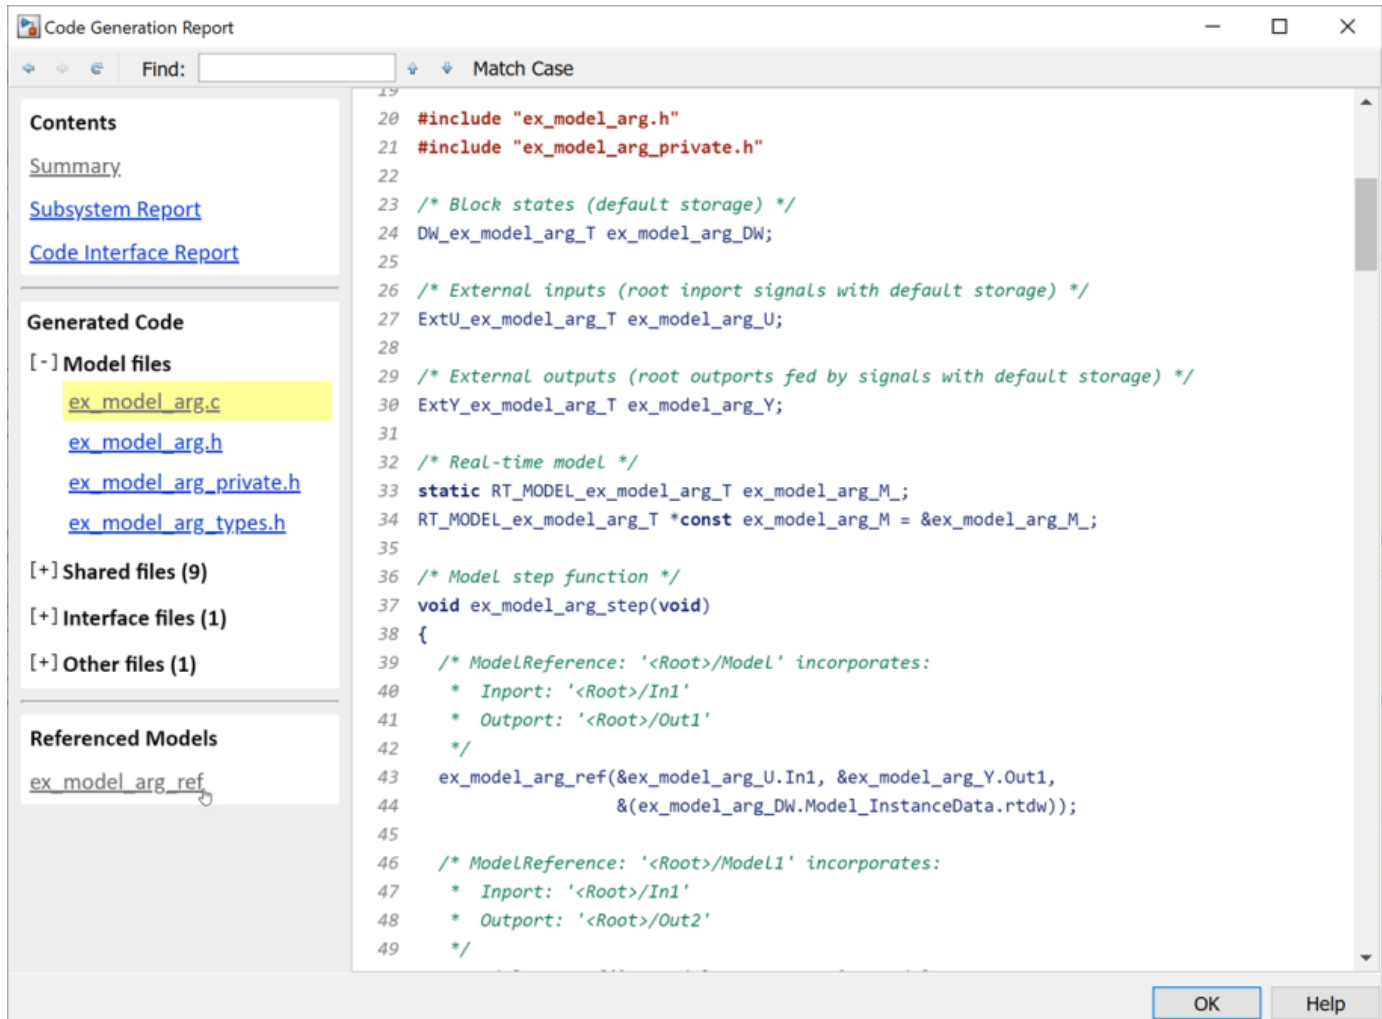 Code Generation Report
Find:
Match Case
Contents
Summary
Subsystem Report
Code Interface Report
Generated Code
[-] Model files
ex_model_arg.c
ex_model_arg.h
ex_model_arg_private.h
ex_model_arg_types.h
[+] Shared files (9)
[+] Interface files (1)
[+] Other files (1)
Referenced Models
ex_model_arg_ref
19
20 #include "ex_model_arg.h"
21 #include "ex_model_arg_private.h"
22
23 /* Block states (default storage) */
24 DW_ex_model_arg_T ex_model_arg_DW;
25
26 /* External inputs (root inport signals with default storage) */
27 ExtU_ex_model_arg_T ex_model_arg_U;
28
29 /* External outputs (root outports fed by signals with default storage) */
30 ExtY_ex_model_arg_T ex_model_arg_Y;
31
32 /* Real-time model */
33 static RT_MODEL_ex_model_arg_T ex_model_arg_M_;
34 RT_MODEL_ex_model_arg_T *const ex_model_arg_M = &ex_model_arg_M_;
35
36 /* Model step function */
37 void ex_model_arg_step(void)
38 {
39 /* ModelReference: '<Root>/Model' incorporates:
40 * Inport: '<Root>/In1'
41 * Outport: '<Root>/Out1'
42 */
43 ex_model_arg_ref(&ex_model_arg_U.In1, &ex_model_arg_Y.Out1,
44 &(ex_model_arg_DW.Model_InstanceData.rtdw));
45
46 /* ModelReference: '<Root>/Model1' incorporates:
47 * Inport: '<Root>/In1'
48 * Outport: '<Root>/Out2'
49 */
OK
Help